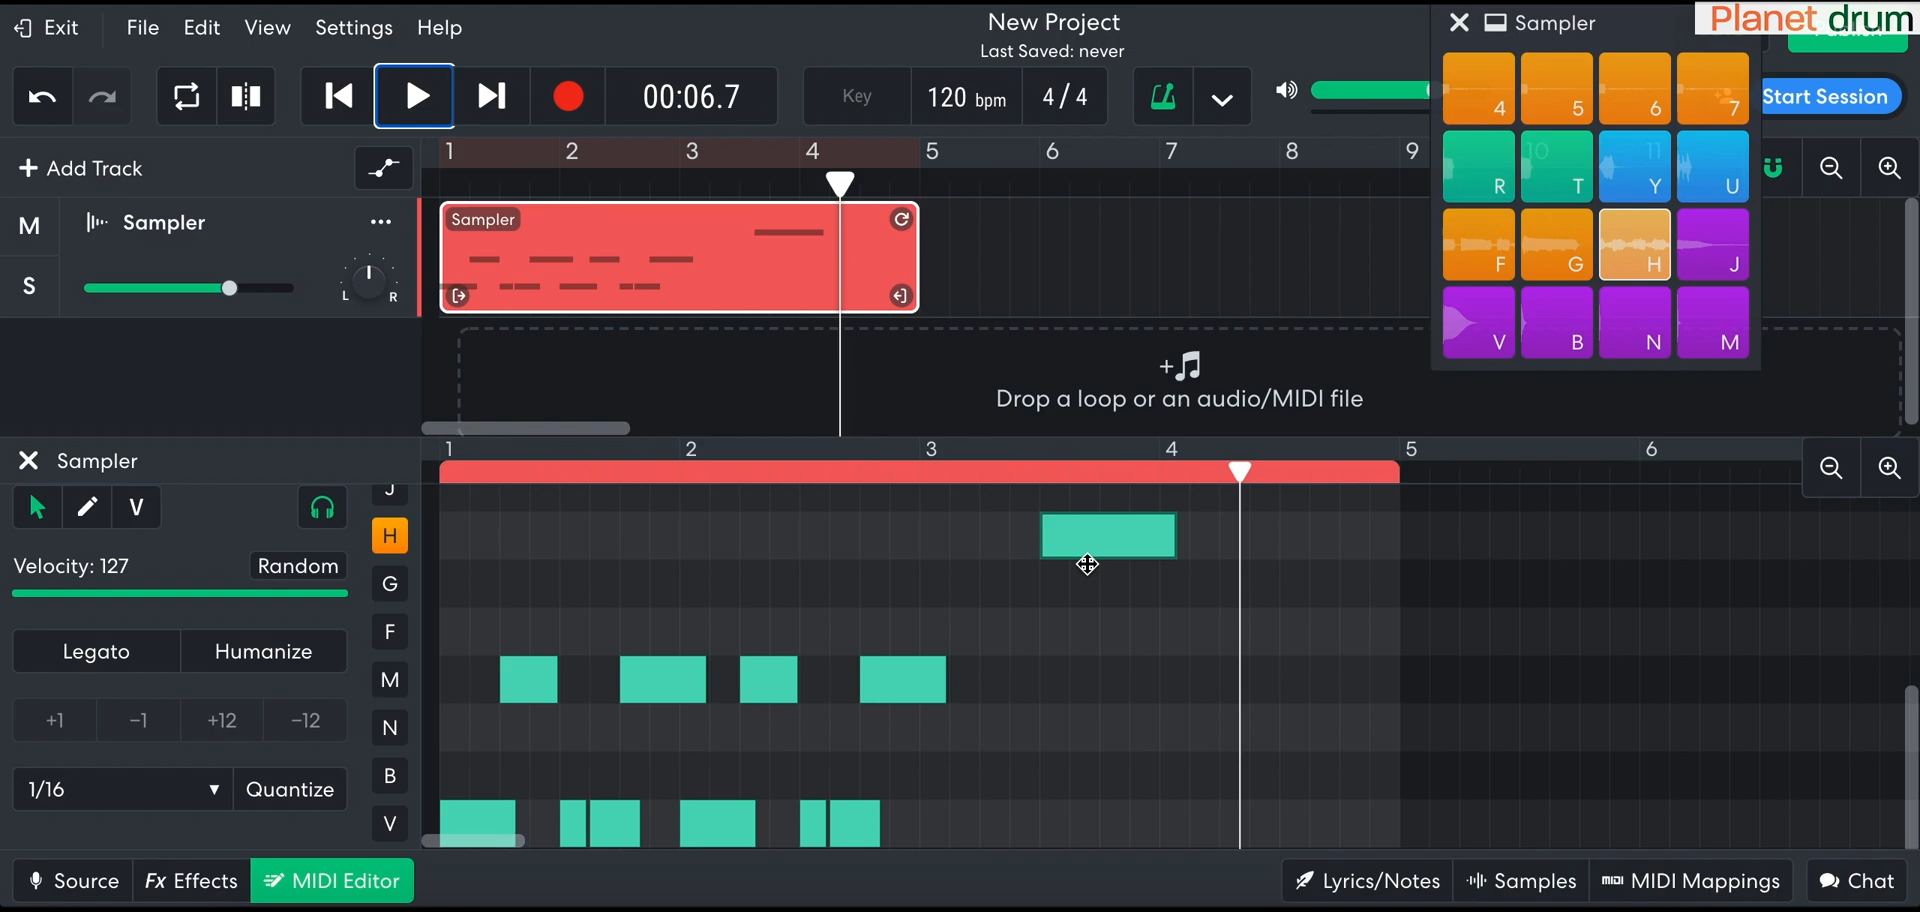 Exit File Edit View Settings Help
New Project
Last Saved: never
Sampler
Planet drum
00:06.7
Key
120 bpm
4/4
Start Session
4 5 6 7
R 10 T 11 Y U
F G H J
V B N M
Add Track
1 2 3 4 5 6 7 8 9
M Sampler
S
L R
Sampler
Drop a loop or an audio/MIDI file
Sampler
1 2 3 4 5 6
V
J
H
Velocity: 127 Random
G
F
Legato Humanize
M
+1 −1 +12 −12
N
B
1/16 Quantize
V
Source Fx Effects MIDI Editor
Lyrics/Notes Samples MIDI MIDI Mappings Chat